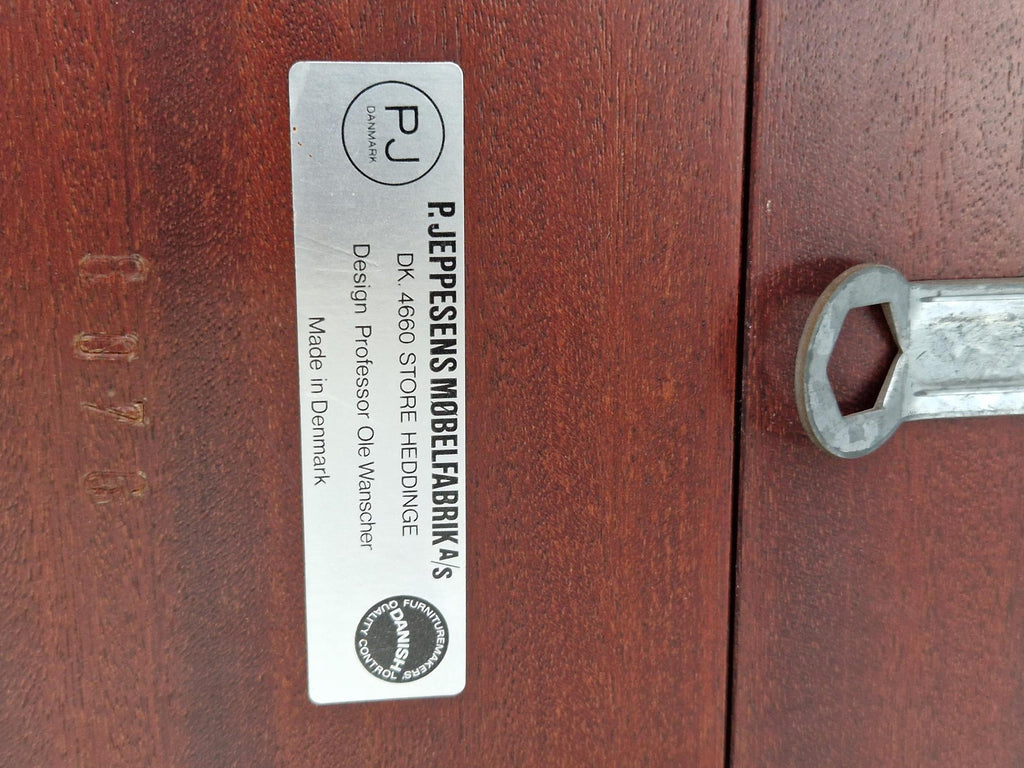 PJ
DANMARK
P. JEPPESENS MØBELFABRIK A/S
DK. 4660 STORE HEDDINGE
Design Professor Ole Wanscher
Made in Denmark
FURNITUREMAKERS'
DANISH
QUALITY CONTROL